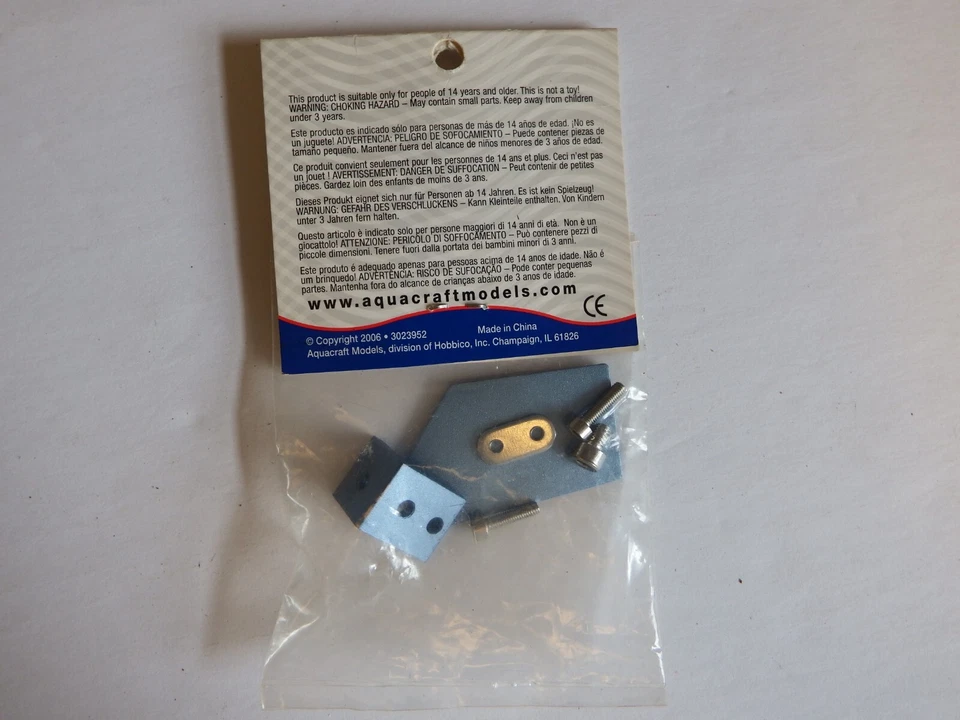 This product is suitable only for people of 14 years and older. This is not a toy!
WARNING: CHOKING HAZARD – May contain small parts. Keep away from children
under 3 years.
Este producto es indicado sólo para personas de más de 14 años de edad. ¡No es
un juguete! ADVERTENCIA: PELIGRO DE SOFOCAMIENTO – Puede contener piezas de
tamaño pequeño. Mantener fuera del alcance de niños menores de 3 años de edad.
Ce produit convient seulement pour les personnes de 14 ans et plus. Ceci n'est pas
un jouet ! AVERTISSEMENT: DANGER DE SUFFOCATION – Peut contenir de petites
pièces. Gardez loin des enfants de moins de 3 ans.
Dieses Produkt eignet sich nur für Personen ab 14 Jahren. Es ist kein Spielzeug!
WARNUNG: GEFAHR DES VERSCHLUCKENS – Kann Kleinteile enthalten. Von Kindern
unter 3 Jahren fern halten.
Questo articolo è indicato solo per persone maggiori di 14 anni di età. Non è un
giocattolo! ATTENZIONE: PERICOLO DI SOFFOCAMENTO – Può contenere pezzi di
piccole dimensioni. Tenere fuori dalla portata dei bambini minori di 3 anni.
Este produto é adequado apenas para pessoas acima de 14 anos de idade. Não é
um brinquedo! ADVERTÊNCIA: RISCO DE SUFOCAÇÃO – Pode conter pequenas
partes. Mantenha fora do alcance de crianças abaixo de 3 anos de idade.
www.aquacraftmodels.com
CE
© Copyright 2006 • 3023952 Made in China
Aquacraft Models, division of Hobbico, Inc. Champaign, IL 61826